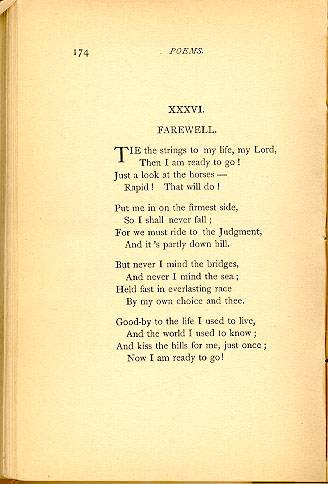 174 POEMS.
XXXVI.
FAREWELL.
TIE the strings to my life, my Lord,
Then I am ready to go!
Just a look at the horses —
Rapid! That will do!
Put me in on the firmest side,
So I shall never fall;
For we must ride to the Judgment,
And it's partly down hill.
But never I mind the bridges,
And never I mind the sea;
Held fast in everlasting race
By my own choice and thee.
Good-by to the life I used to live,
And the world I used to know;
And kiss the hills for me, just once;
Now I am ready to go!